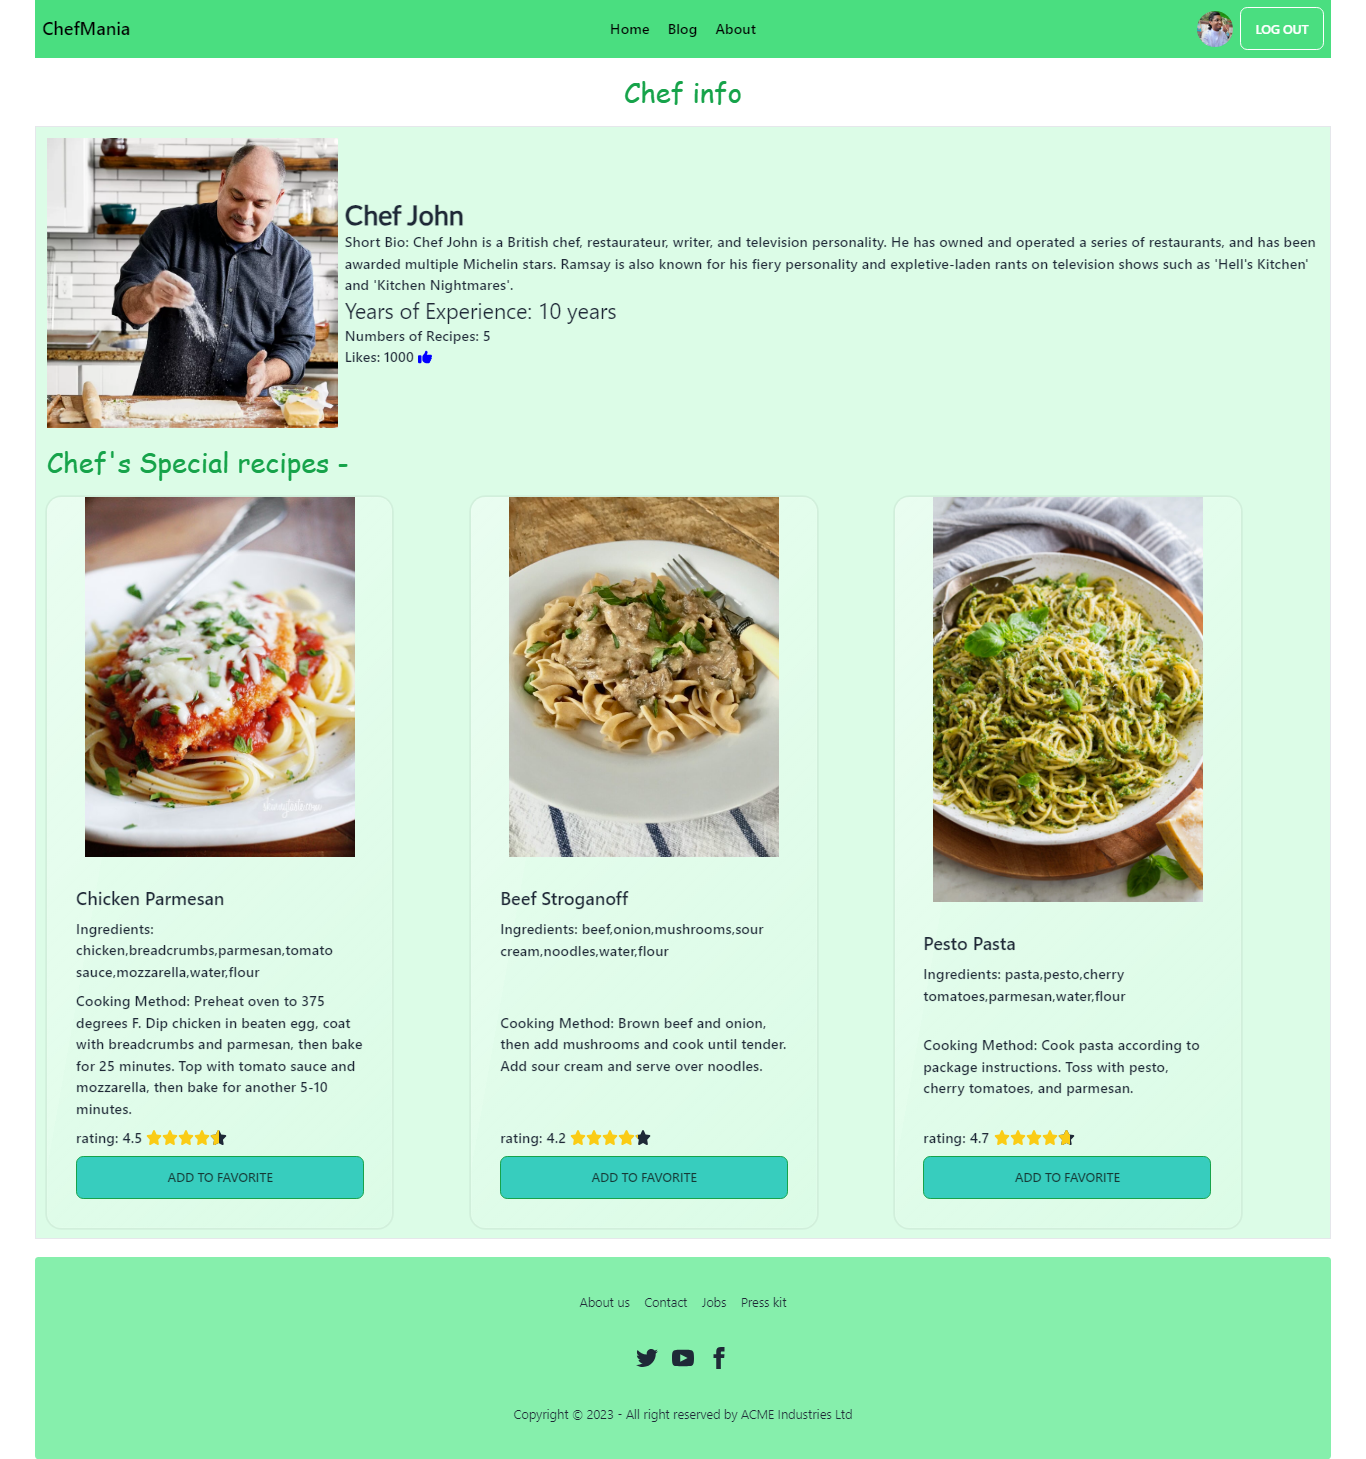 ChefMania
Home Blog About
LOG OUT
Chef info
Chef John
Short Bio: Chef John is a British chef, restaurateur, writer, and television personality. He has owned and operated a series of restaurants, and has been
awarded multiple Michelin stars. Ramsay is also known for his fiery personality and expletive-laden rants on television shows such as 'Hell's Kitchen'
and 'Kitchen Nightmares'.
Years of Experience: 10 years
Numbers of Recipes: 5
Likes: 1000
Chef's Special recipes -
skinnytaste.com
Chicken Parmesan
Ingredients:
chicken,breadcrumbs,parmesan,tomato
sauce,mozzarella,water,flour
Cooking Method: Preheat oven to 375
degrees F. Dip chicken in beaten egg, coat
with breadcrumbs and parmesan, then bake
for 25 minutes. Top with tomato sauce and
mozzarella, then bake for another 5-10
minutes.
rating: 4.5
ADD TO FAVORITE
Beef Stroganoff
Ingredients: beef,onion,mushrooms,sour
cream,noodles,water,flour
Cooking Method: Brown beef and onion,
then add mushrooms and cook until tender.
Add sour cream and serve over noodles.
rating: 4.2
ADD TO FAVORITE
Pesto Pasta
Ingredients: pasta,pesto,cherry
tomatoes,parmesan,water,flour
Cooking Method: Cook pasta according to
package instructions. Toss with pesto,
cherry tomatoes, and parmesan.
rating: 4.7
ADD TO FAVORITE
About us Contact Jobs Press kit
Copyright © 2023 - All right reserved by ACME Industries Ltd